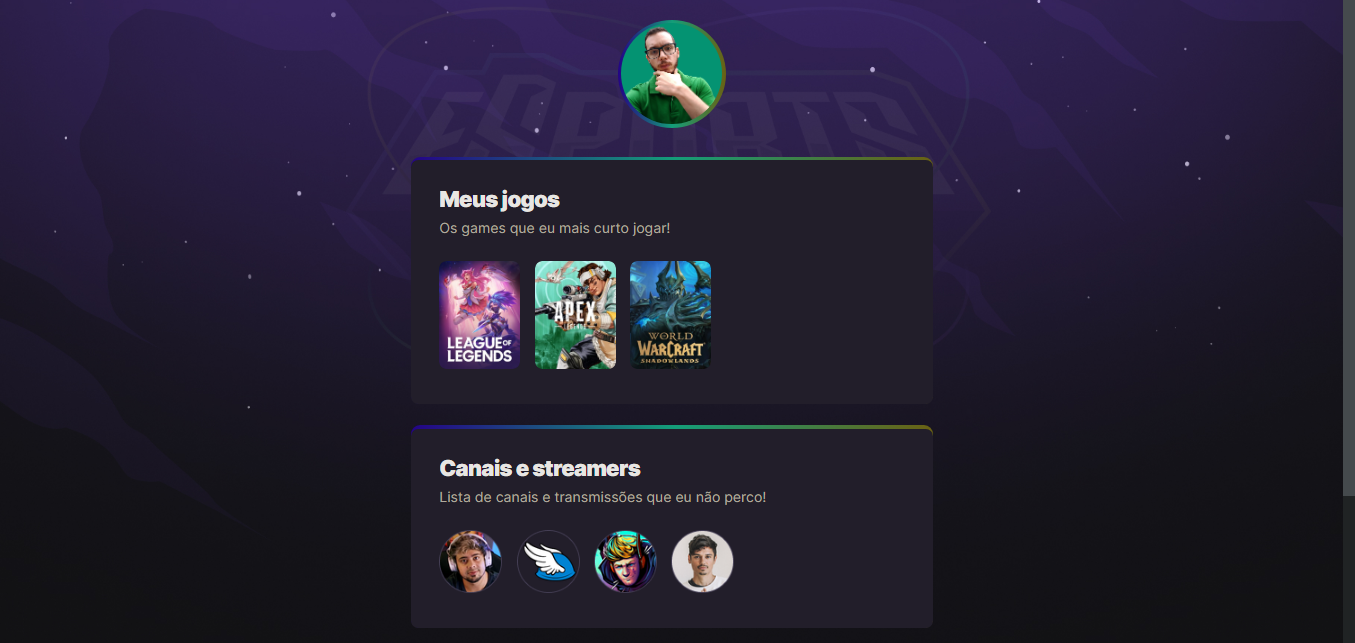 ESPORTS
Meus jogos
Os games que eu mais curto jogar!
LEAGUE OF
LEGENDS
APEX
WORLD
WARCRAFT
SHADOWLANDS
Canais e streamers
Lista de canais e transmissões que eu não perco!